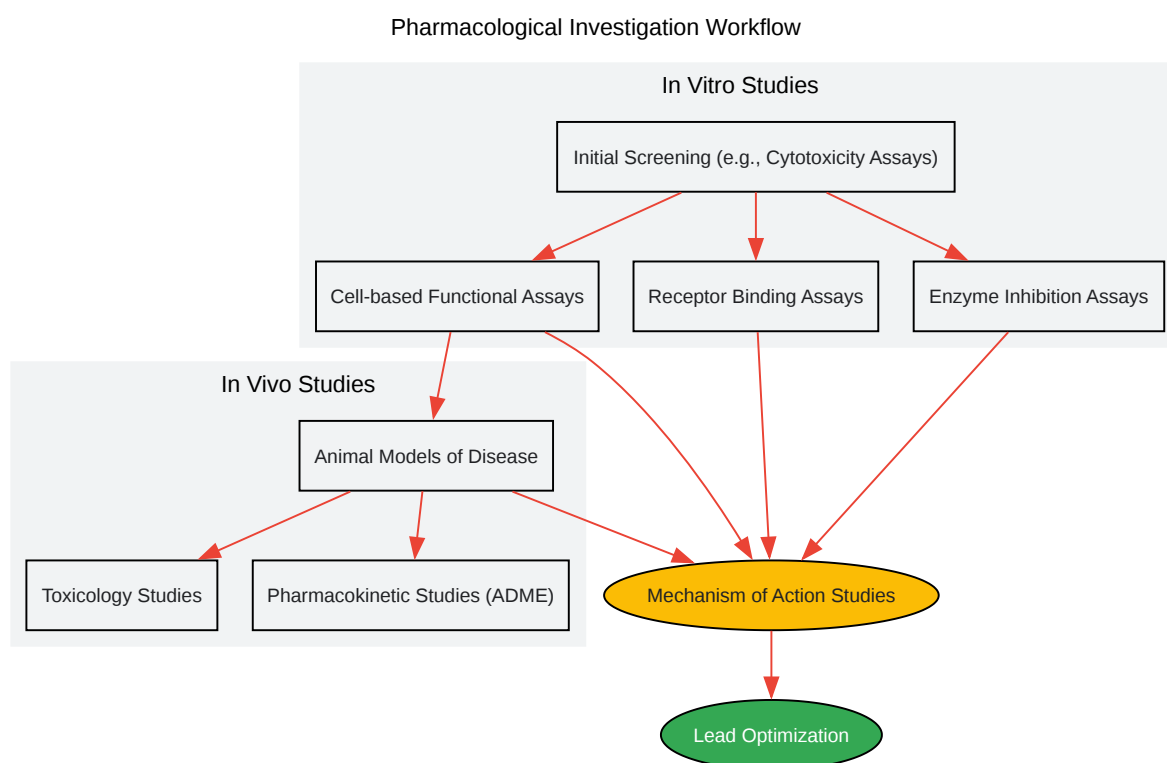 Pharmacological Investigation Workflow
In Vitro Studies
Initial Screening (e.g., Cytotoxicity Assays)
Cell-based Functional Assays
Receptor Binding Assays
Enzyme Inhibition Assays
In Vivo Studies
Animal Models of Disease
Toxicology Studies
Pharmacokinetic Studies (ADME)
Mechanism of Action Studies
Lead Optimization